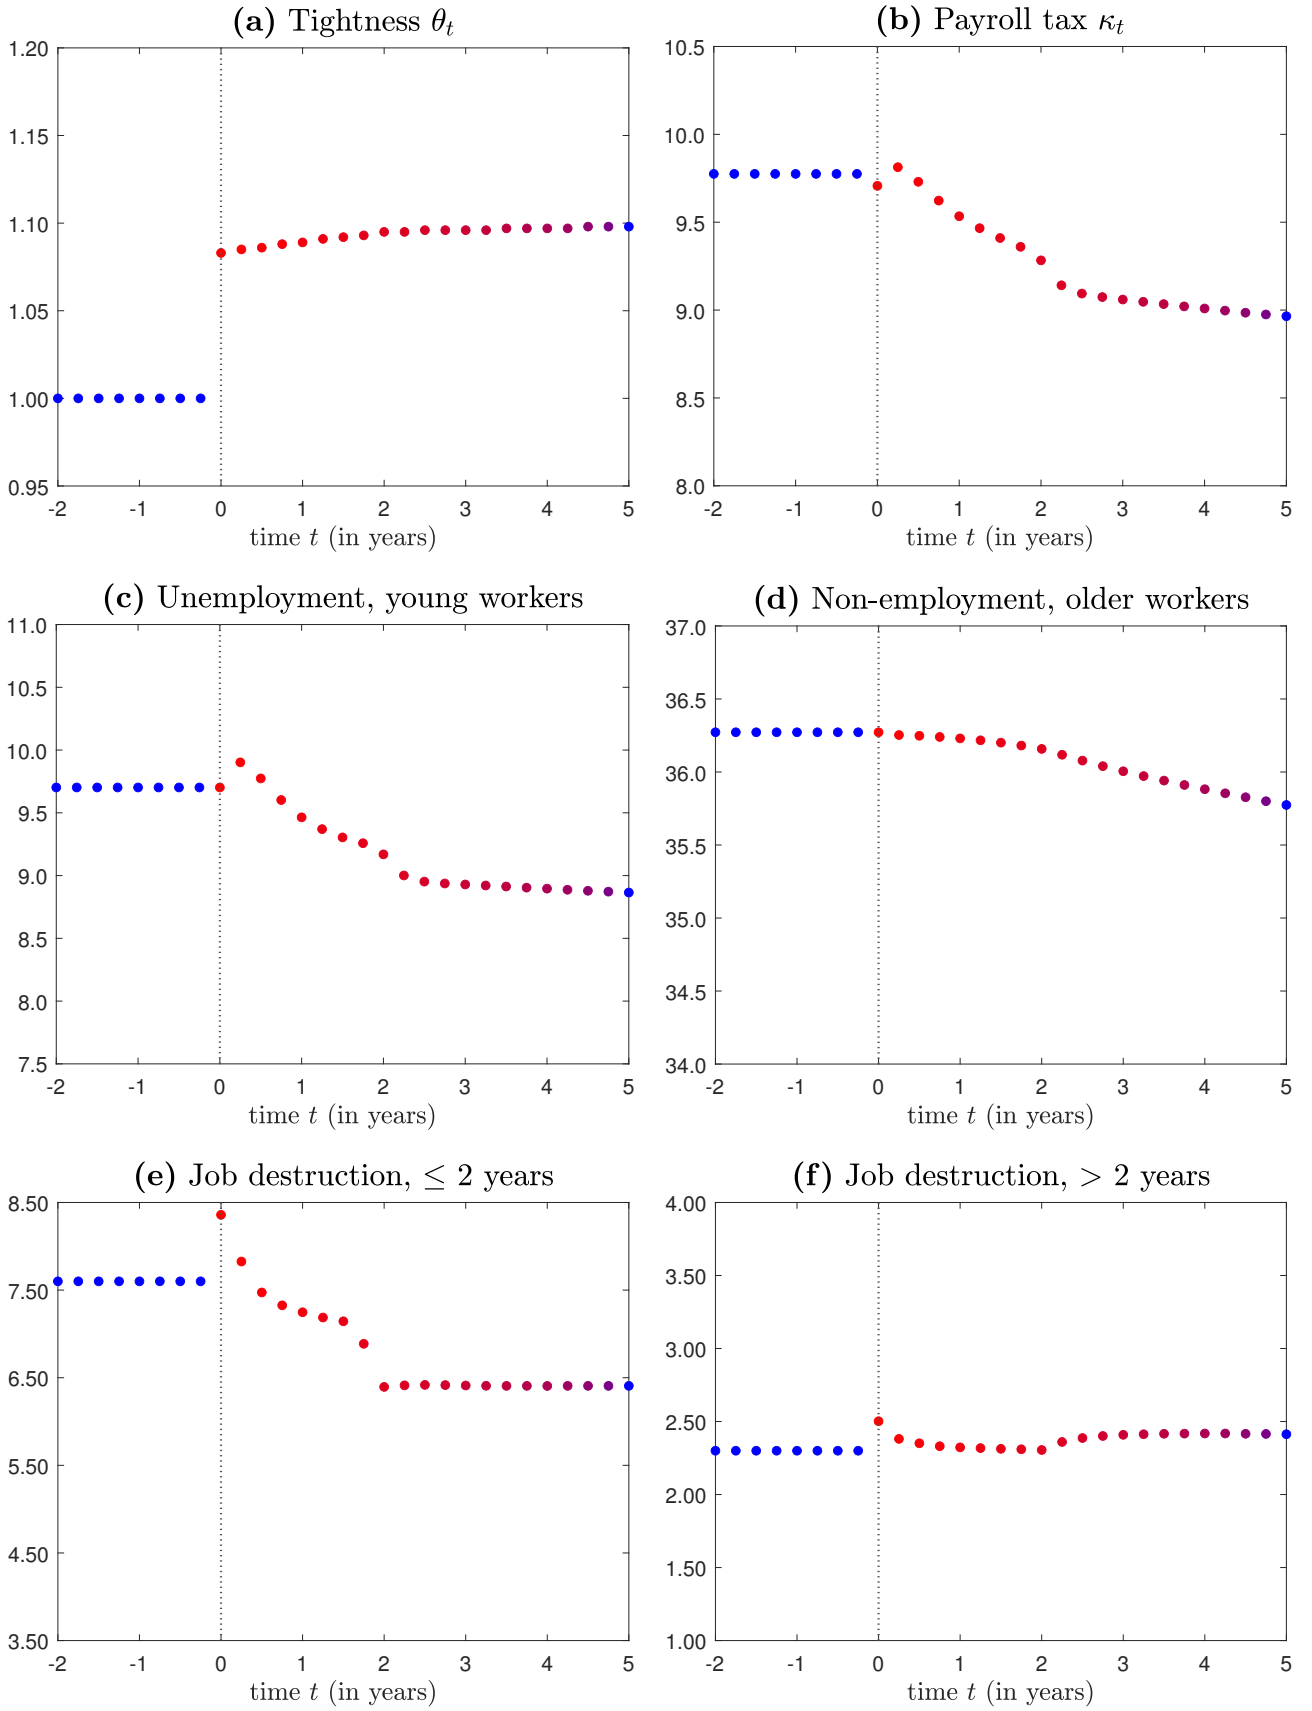 (a) Tightness θt
1.20
1.15
1.10
1.05
1.00
0.95
-2 -1 0 1 2 3 4 5
time t (in years)
(b) Payroll tax κt
10.5
10.0
9.5
9.0
8.5
8.0
-2 -1 0 1 2 3 4 5
time t (in years)
(c) Unemployment, young workers
11.0
10.5
10.0
9.5
9.0
8.5
8.0
7.5
-2 -1 0 1 2 3 4 5
time t (in years)
(d) Non-employment, older workers
37.0
36.5
36.0
35.5
35.0
34.5
34.0
-2 -1 0 1 2 3 4 5
time t (in years)
(e) Job destruction, ≤ 2 years
8.50
7.50
6.50
5.50
4.50
3.50
-2 -1 0 1 2 3 4 5
time t (in years)
(f) Job destruction, > 2 years
4.00
3.50
3.00
2.50
2.00
1.50
1.00
-2 -1 0 1 2 3 4 5
time t (in years)